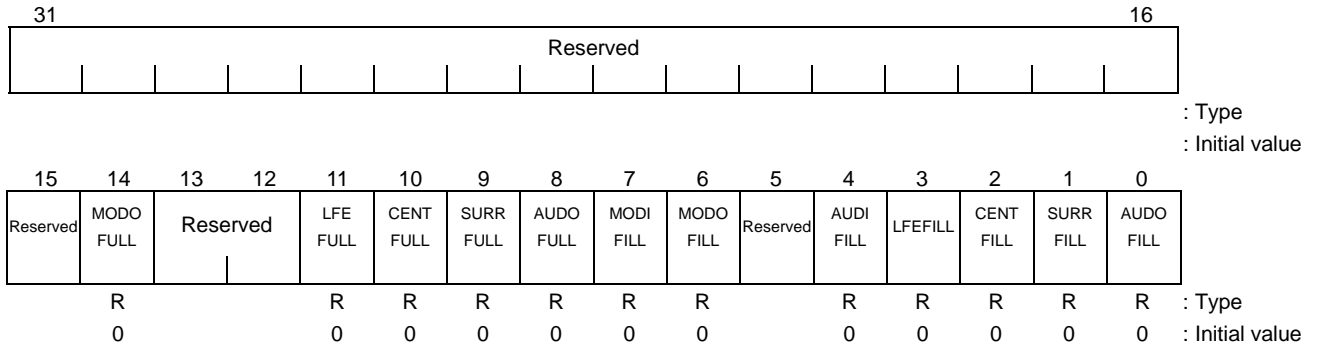 31 16
Reserved
: Type
: Initial value
15 14 13 12 11 10 9 8 7 6 5 4 3 2 1 0
Reserved MODO FULL Reserved LFE FULL CENT FULL SURR FULL AUDO FULL MODI FILL MODO FILL Reserved AUDI FILL LFEFILL CENT FILL SURR FILL AUDO FILL
R R R R R R R R R R R R : Type
0 0 0 0 0 0 0 0 0 0 0 0 : Initial value